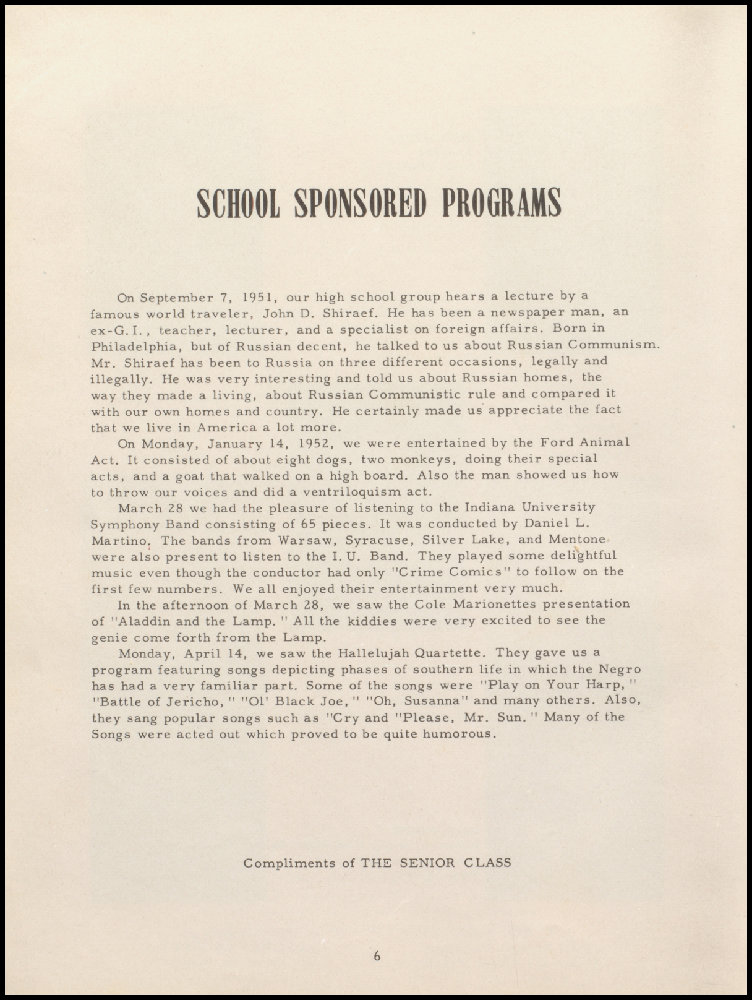 SCHOOL SPONSORED PROGRAMS
On September 7, 1951, our high school group hears a lecture by a
famous world traveler, John D. Shiraef. He has been a newspaper man, an
ex-G.I., teacher, lecturer, and a specialist on foreign affairs. Born in
Philadelphia, but of Russian decent, he talked to us about Russian Communism.
Mr. Shiraef has been to Russia on three different occasions, legally and
illegally. He was very interesting and told us about Russian homes, the
way they made a living, about Russian Communistic rule and compared it
with our own homes and country. He certainly made us appreciate the fact
that we live in America a lot more.
On Monday, January 14, 1952, we were entertained by the Ford Animal
Act. It consisted of about eight dogs, two monkeys, doing their special
acts, and a goat that walked on a high board. Also the man showed us how
to throw our voices and did a ventriloquism act.
March 28 we had the pleasure of listening to the Indiana University
Symphony Band consisting of 65 pieces. It was conducted by Daniel L.
Martino. The bands from Warsaw, Syracuse, Silver Lake, and Mentone
were also present to listen to the I.U. Band. They played some delightful
music even though the conductor had only "Crime Comics" to follow on the
first few numbers. We all enjoyed their entertainment very much.
In the afternoon of March 28, we saw the Cole Marionettes presentation
of "Aladdin and the Lamp." All the kiddies were very excited to see the
genie come forth from the Lamp.
Monday, April 14, we saw the Hallelujah Quartette. They gave us a
program featuring songs depicting phases of southern life in which the Negro
has had a very familiar part. Some of the songs were "Play on Your Harp,"
"Battle of Jericho," "Ol' Black Joe," "Oh, Susanna" and many others. Also,
they sang popular songs such as "Cry and "Please, Mr. Sun." Many of the
Songs were acted out which proved to be quite humorous.
Compliments of THE SENIOR CLASS
6